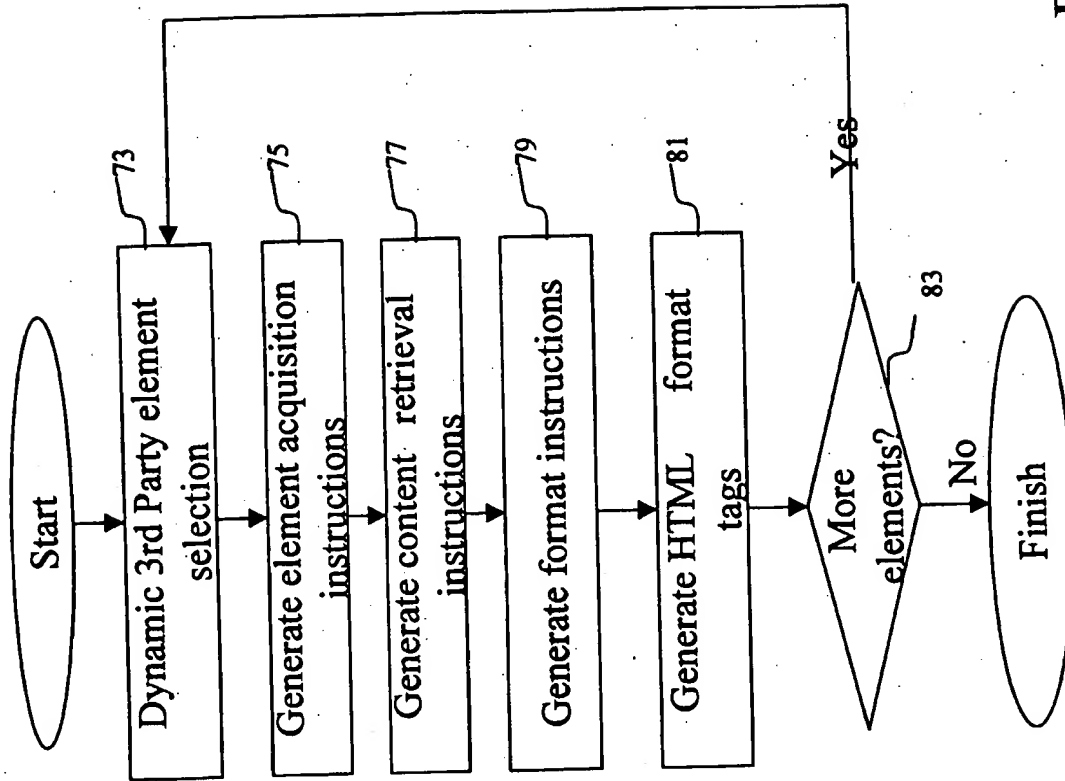 Start
73
Dynamic 3rd Party element
selection
75
Generate element acquisition
instructions
77
Generate content retrieval
instructions
79
Generate format instructions
81
Generate HTML format
tags
More
elements?
Yes
83
No
Finish